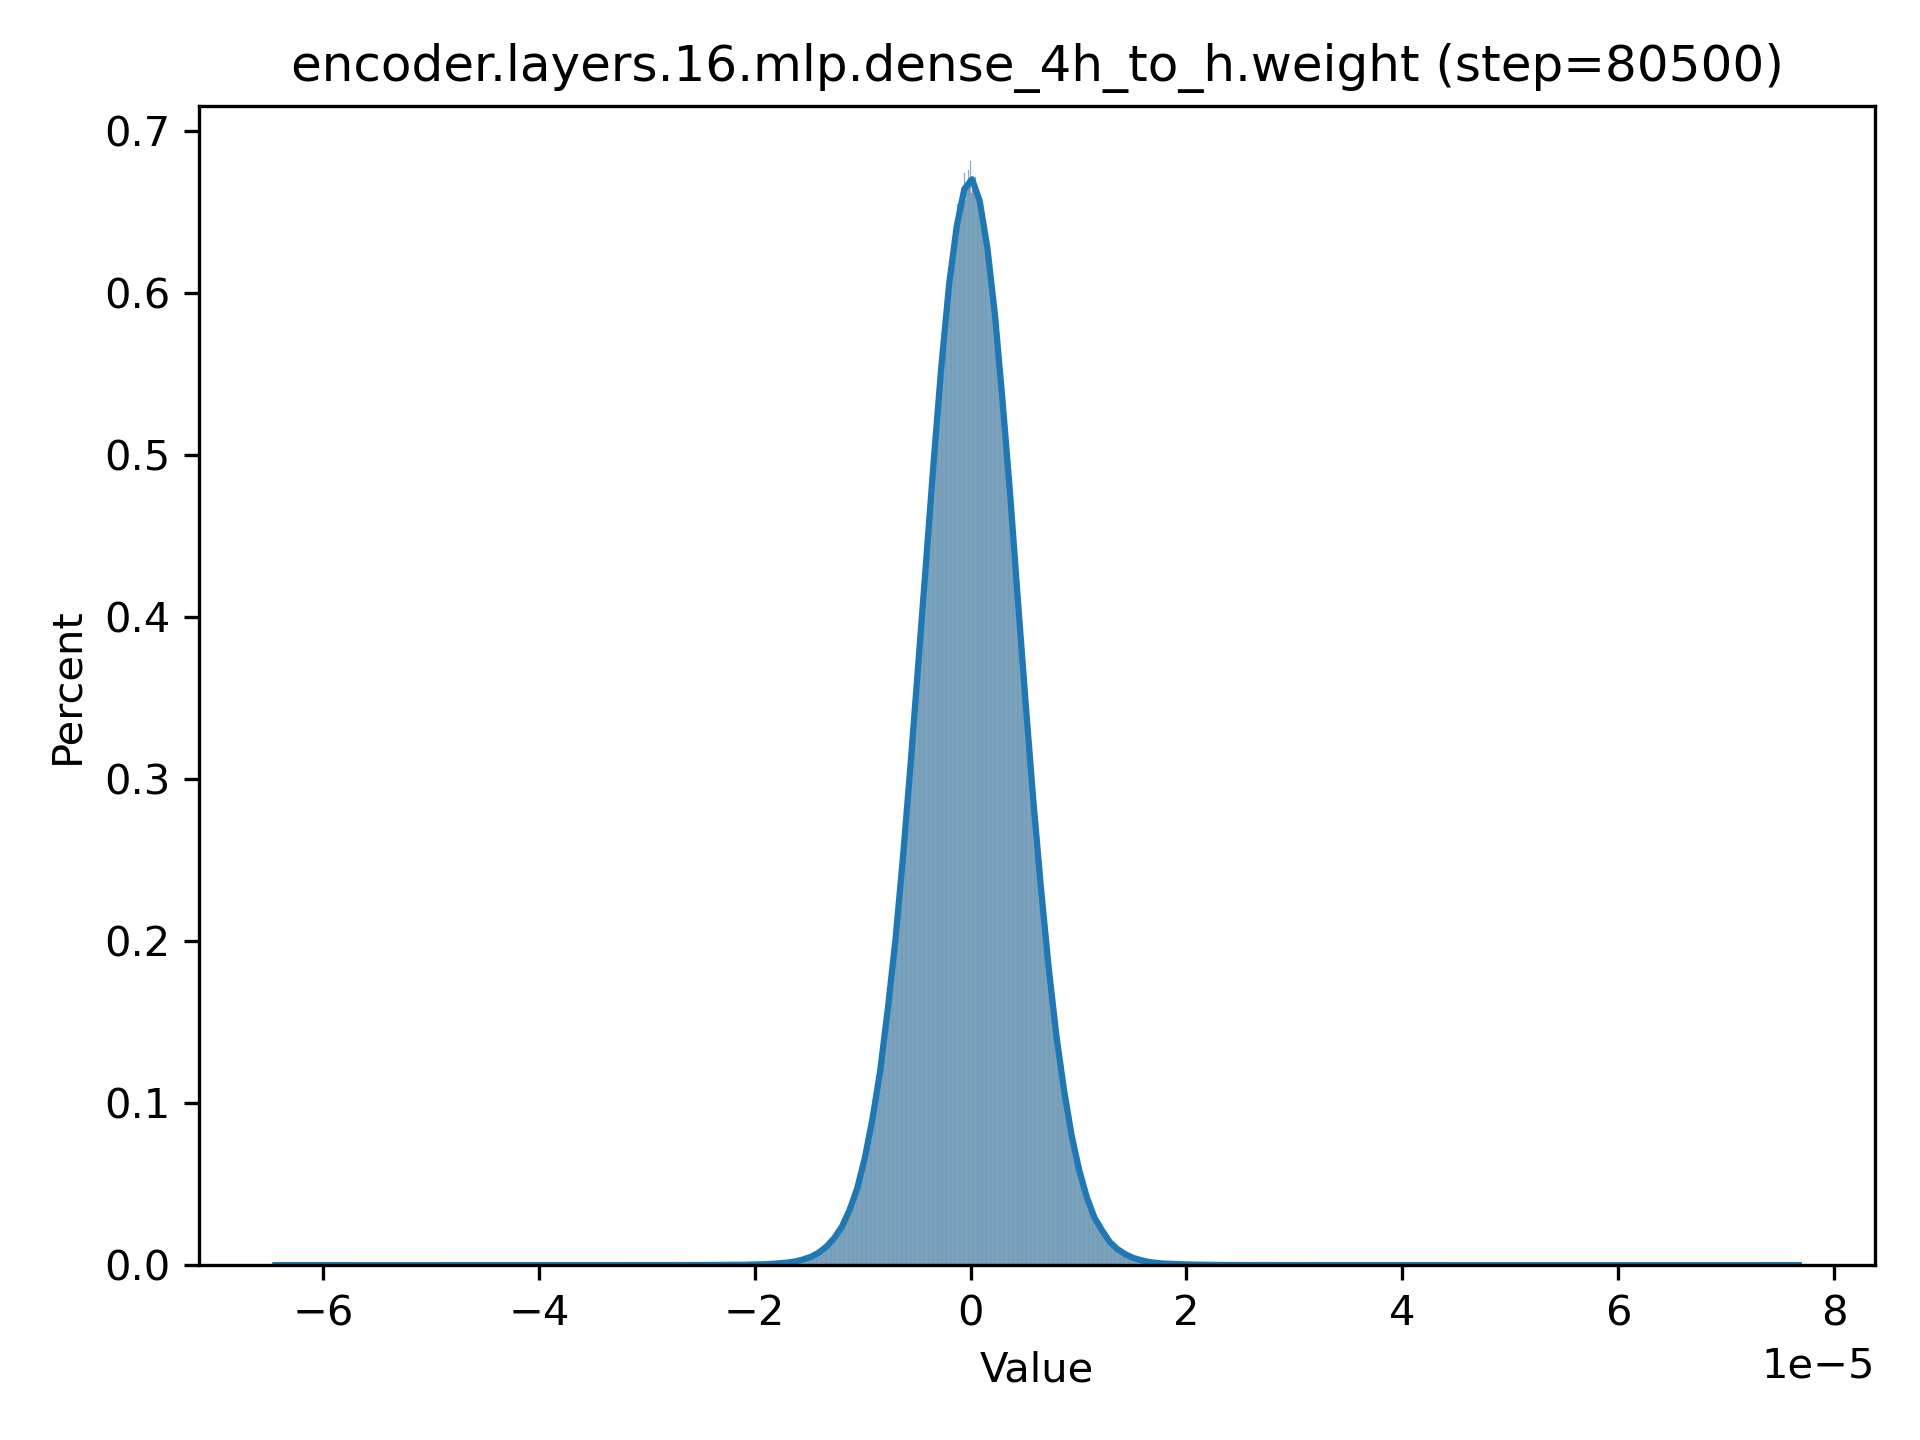 encoder.layers.16.mlp.dense_4h_to_h.weight (step=80500)
0.7
0.6
0.5
0.4
0.3
0.2
0.1
0.0
Percent
−6 −4 −2 0 2 4 6 8
1e−5
Value